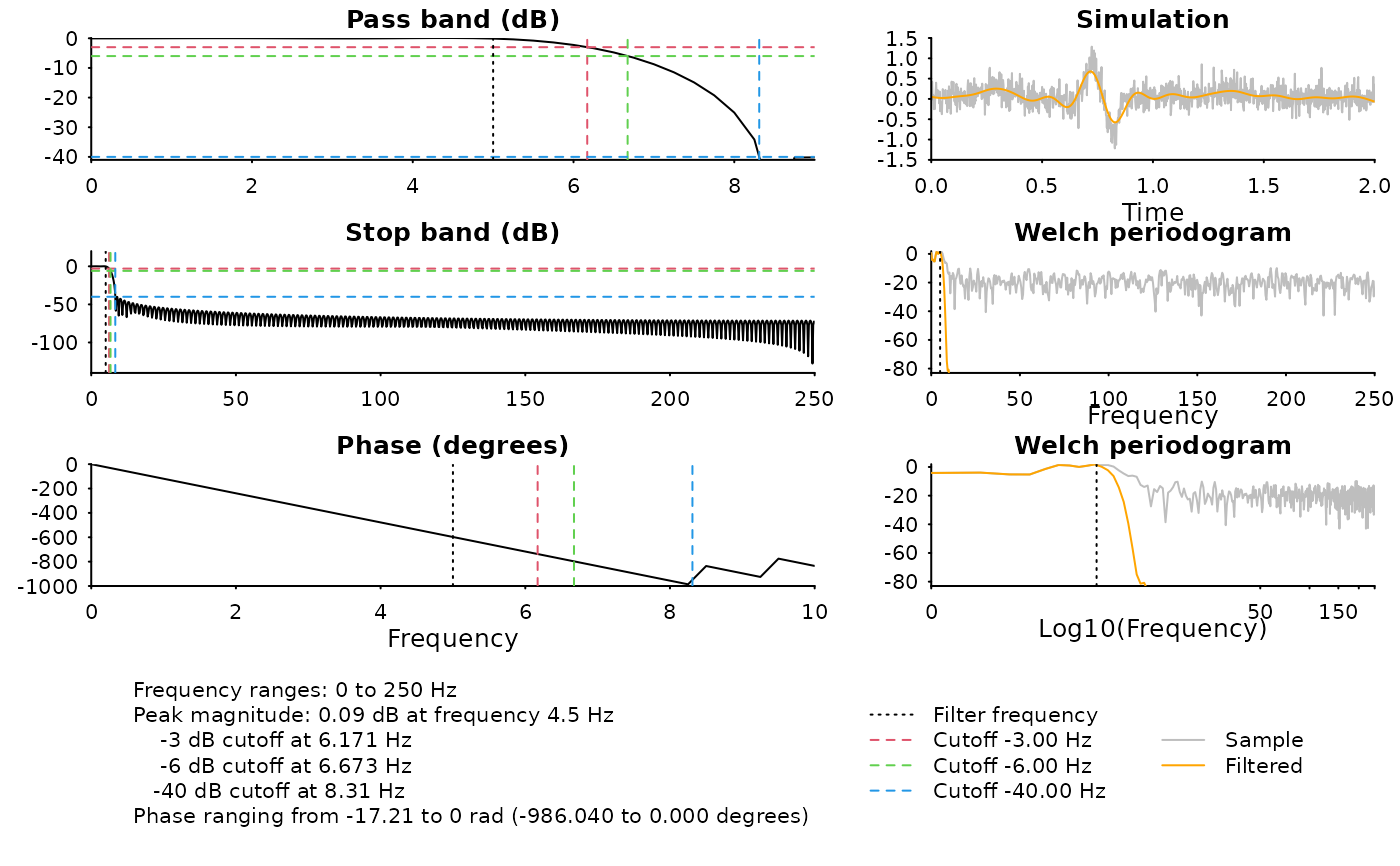 Pass band (dB)
0
-10
-20
-30
-40
0 2 4 6 8
Simulation
1.5
1.0
0.5
0.0
-0.5
-1.0
-1.5
0.0 0.5 1.0 1.5 2.0
Time
Stop band (dB)
0
-50
-100
0 50 100 150 200 250
Welch periodogram
0
-20
-40
-60
-80
0 50 100 150 200 250
Frequency
Phase (degrees)
0
-200
-400
-600
-800
-1000
0 2 4 6 8 10
Frequency
Welch periodogram
0
-20
-40
-60
-80
0 50 150
Log10(Frequency)
Frequency ranges: 0 to 250 Hz
Peak magnitude: 0.09 dB at frequency 4.5 Hz
-3 dB cutoff at 6.171 Hz
-6 dB cutoff at 6.673 Hz
-40 dB cutoff at 8.31 Hz
Phase ranging from -17.21 to 0 rad (-986.040 to 0.000 degrees)
Filter frequency
Cutoff -3.00 Hz
Cutoff -6.00 Hz
Cutoff -40.00 Hz
Sample
Filtered